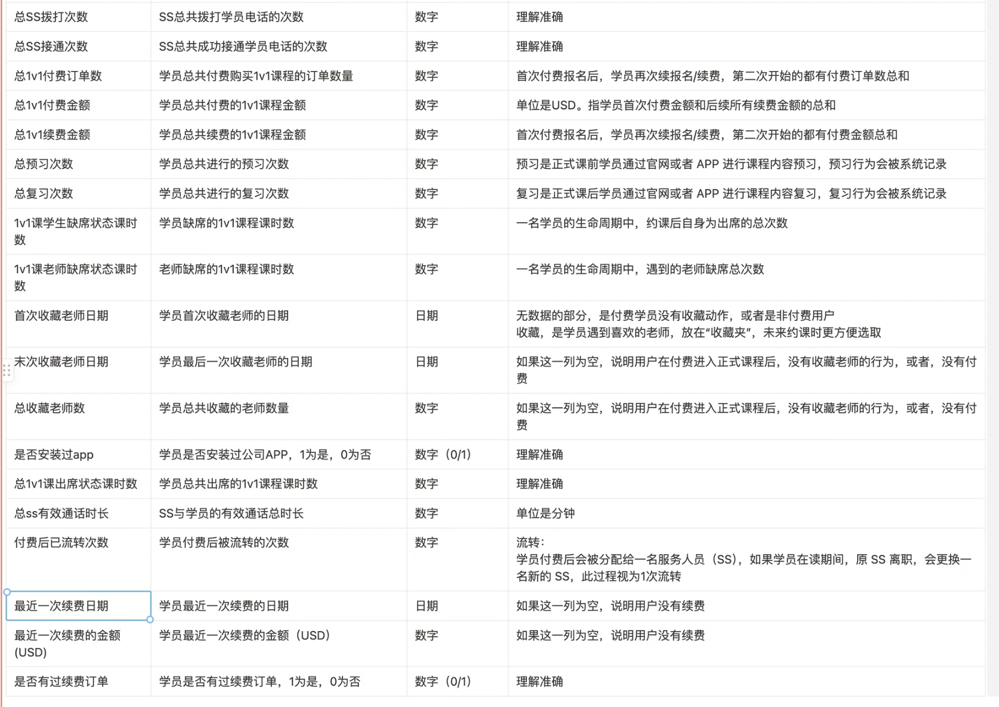 总SS拨打次数 SS总共拨打学员电话的次数 数字 理解准确
总SS接通次数 SS总共成功接通学员电话的次数 数字 理解准确
总1v1付费订单数 学员总共付费购买1v1课程的订单数量 数字 首次付费报名后，学员再次续报名/续费，第二次开始的都有付费订单数总和
总1v1付费金额 学员总共付费的1v1课程金额 数字 单位是USD。指学员首次付费金额和后续所有续费金额的总和
总1v1续费金额 学员总共续费的1v1课程金额 数字 首次付费报名后，学员再次续报名/续费，第二次开始的都有付费金额总和
总预习次数 学员总共进行的预习次数 数字 预习是正式课前学员通过官网或者 APP 进行课程内容预习，预习行为会被系统记录
总复习次数 学员总共进行的复习次数 数字 复习是正式课后学员通过官网或者 APP 进行课程内容复习，复习行为会被系统记录
1v1课学生缺席状态课时 学员缺席的1v1课程课时数 数字 一名学员的生命周期中，约课后自身为出席的总次数
数
1v1课老师缺席状态课时 老师缺席的1v1课程课时数 数字 一名学员的生命周期中，遇到的老师缺席总次数
数
首次收藏老师日期 学员首次收藏老师的日期 日期 无数据的部分，是付费学员没有收藏动作，或者是非付费用户
收藏，是学员遇到喜欢的老师，放在“收藏夹”，未来约课时更方便选取
末次收藏老师日期 学员最后一次收藏老师的日期 日期 如果这一列为空，说明用户在付费进入正式课程后，没有收藏老师的行为，或者，没有付
费
总收藏老师数 学员总共收藏的老师数量 数字 如果这一列为空，说明用户在付费进入正式课程后，没有收藏老师的行为，或者，没有付
费
是否安装过app 学员是否安装过公司APP，1为是，0为否 数字（0/1） 理解准确
总1v1课出席状态课时数 学员总共出席的1v1课程课时数 数字 理解准确
总ss有效通话时长 SS与学员的有效通话总时长 数字 单位是分钟
付费后已流转次数 学员付费后被流转的次数 数字 流转：
学员付费后会被分配给一名服务人员（SS），如果学员在读期间，原 SS 离职，会更换一
名新的 SS，此过程视为1次流转
最近一次续费日期 学员最近一次续费的日期 日期 如果这一列为空，说明用户没有续费
最近一次续费的金额 学员最近一次续费的金额（USD） 数字 如果这一列为空，说明用户没有续费
(USD)
是否有过续费订单 学员是否有过续费订单，1为是，0为否 数字（0/1） 理解准确